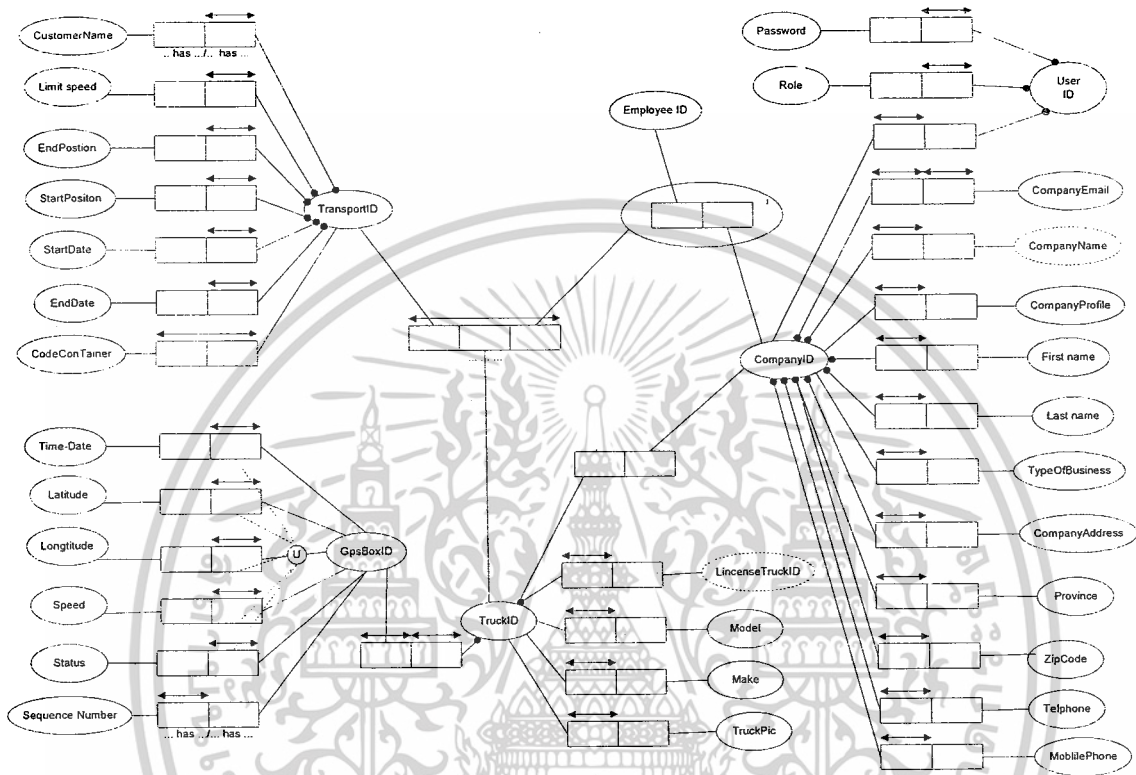 CustomerName
... has .../... has ...
Limit speed
EndPostion
StartPositon
StartDate
EndDate
CodeConTainer
TransportID
Employee ID
Password
Role
User
ID
CompanyEmail
CompanyName
CompanyProfile
First name
Last name
TypeOfBusiness
CompanyAddress
Province
ZipCode
Telphone
MoblilePhone
CompanyID
Time-Date
Latitude
Longtitude
Speed
Status
Sequence Number
... has .../... has ...
U
GpsBoxID
TruckID
LincenseTruckID
Model
Make
TruckPic